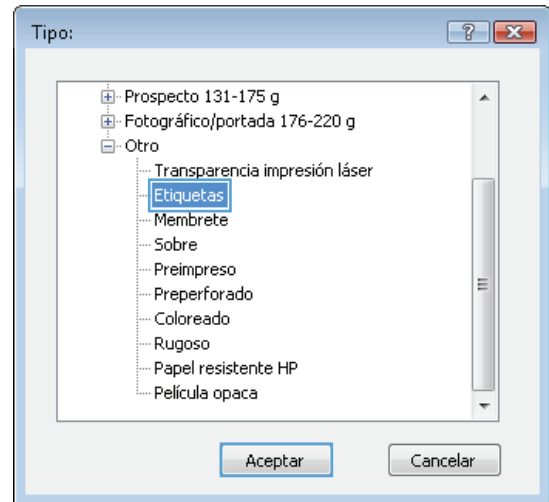 Tipo:
Prospecto 131-175 g
Fotográfico/portada 176-220 g
Otro
Transparencia impresión láser
Etiquetas
Membrete
Sobre
Preimpreso
Preperforado
Coloreado
Rugoso
Papel resistente HP
Película opaca
Aceptar Cancelar